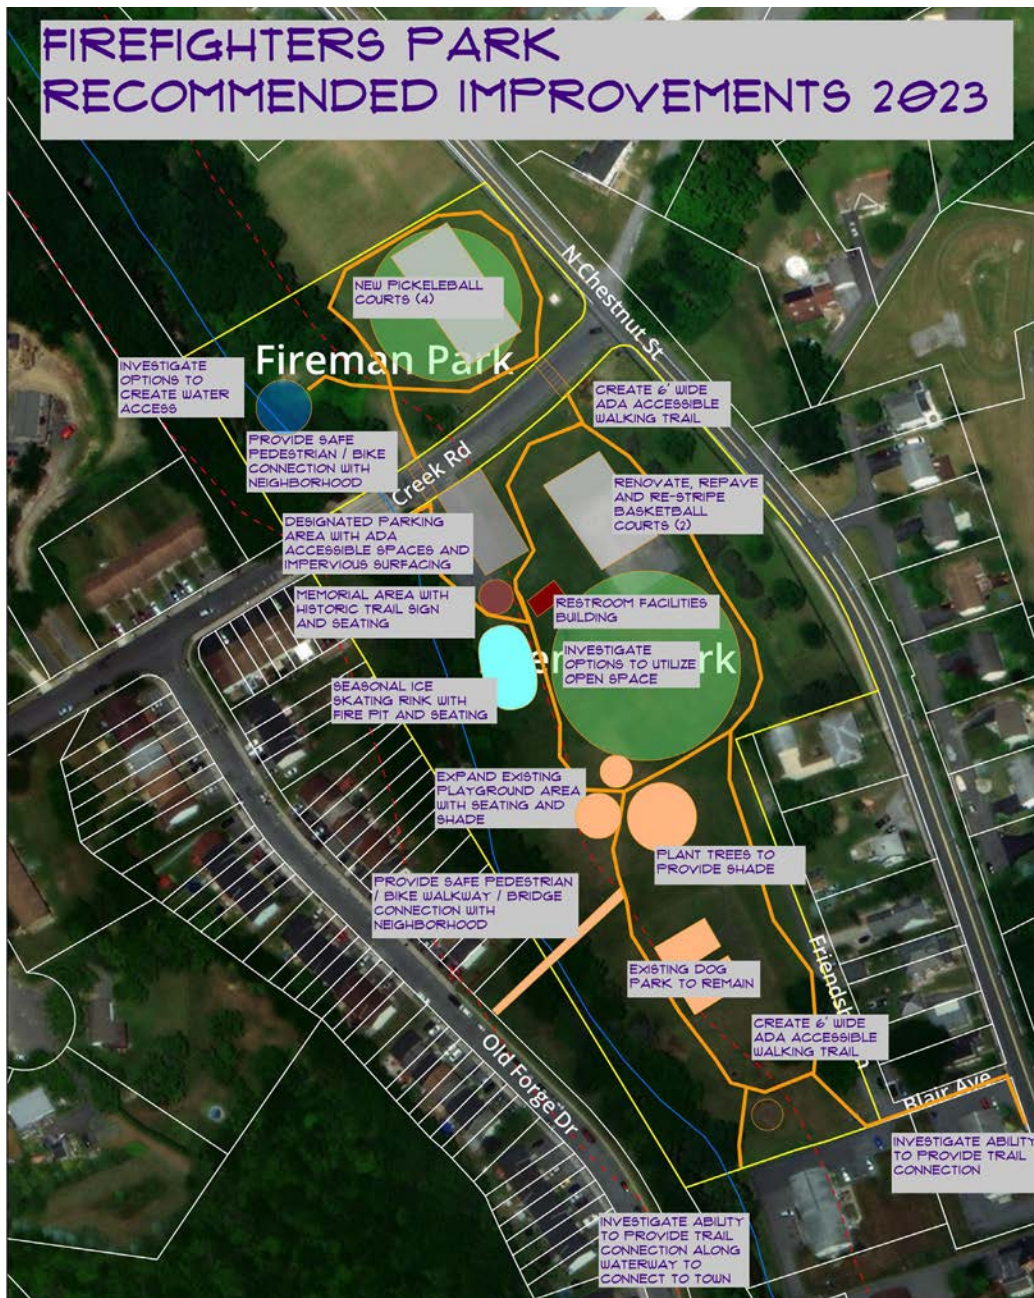 FIREFIGHTERS PARK
RECOMMENDED IMPROVEMENTS 2023
N Chestnut St
NEW PICKELEBALL
COURTS (4)
Fireman Park
INVESTIGATE
OPTIONS TO
CREATE WATER
ACCESS
CREATE 6' WIDE
ADA ACCESSIBLE
WALKING TRAIL
PROVIDE SAFE
PEDESTRIAN / BIKE
CONNECTION WITH
NEIGHBORHOOD
Creek Rd
RENOVATE, REPAVE
AND RE-STRIPE
BASKETBALL
COURTS (2)
DESIGNATED PARKING
AREA WITH ADA
ACCESSIBLE SPACES AND
IMPERVIOUS SURFACING
MEMORIAL AREA WITH
HISTORIC TRAIL SIGN
AND SEATING
RESTROOM FACILITIES
BUILDING
INVESTIGATE
OPTIONS TO UTILIZE
OPEN SPACE
SEASONAL ICE
SKATING RINK WITH
FIRE PIT AND SEATING
EXPAND EXISTING
PLAYGROUND AREA
WITH SEATING AND
SHADE
PLANT TREES TO
PROVIDE SHADE
PROVIDE SAFE PEDESTRIAN
/ BIKE WALKWAY / BRIDGE
CONNECTION WITH
NEIGHBORHOOD
EXISTING DOG
PARK TO REMAIN
CREATE 6' WIDE
ADA ACCESSIBLE
WALKING TRAIL
Old Forge Dr
Blair Ave
INVESTIGATE ABILITY
TO PROVIDE TRAIL
CONNECTION
INVESTIGATE ABILITY
TO PROVIDE TRAIL
CONNECTION ALONG
WATERWAY TO
CONNECT TO TOWN